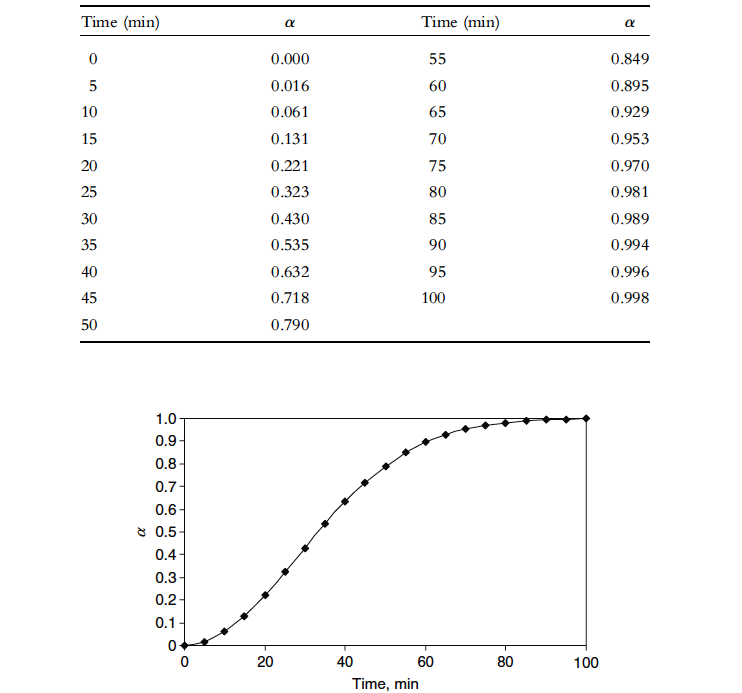 Time (min) α Time (min) α
0 0.000 55 0.849
5 0.016 60 0.895
10 0.061 65 0.929
15 0.131 70 0.953
20 0.221 75 0.970
25 0.323 80 0.981
30 0.430 85 0.989
35 0.535 90 0.994
40 0.632 95 0.996
45 0.718 100 0.998
50 0.790
1.0
0.9
0.8
0.7
0.6
α 0.5
0.4
0.3
0.2
0.1
0
0 20 40 60 80 100
Time, min